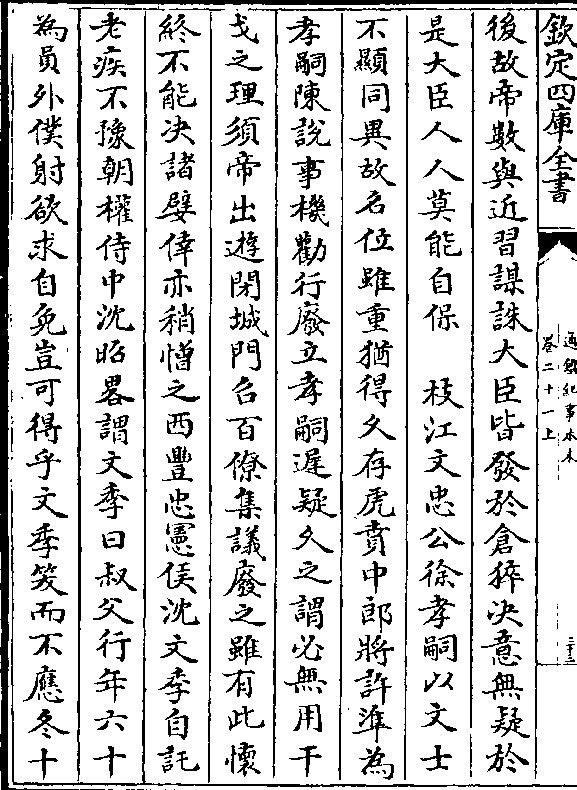 欽定四庫全書
通鑑紀事本末
卷二十一上
二十三
後故帝數與近習謀誅大臣皆發於倉猝决意無疑於
是大臣人人莫能自保　枝江文忠公徐孝嗣以文士
不顯同異故名位雖重猶得久存虎賁中郎將許準為
孝嗣陳說事機勸行廢立孝嗣遲疑久之謂必無用干
戈之理須帝出遊閉城門召百僚集議廢之雖有此懷
終不能决諸嬖倖亦稍憎之西豐忠憲侯沈文季自託
老疾不豫朝權侍中沈昭畧謂文季曰叔父行年六十
為員外僕射欲求自免豈可得乎文季笑而不應冬十